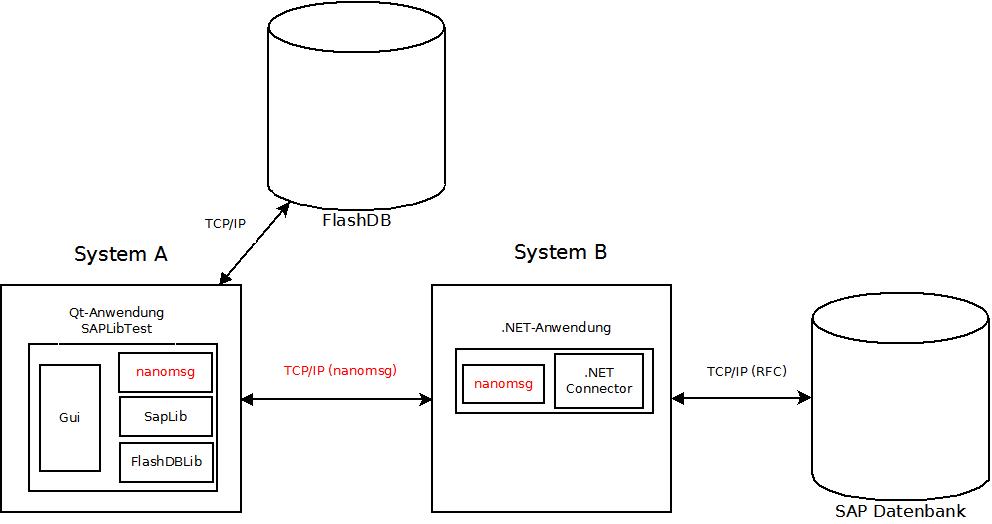 FlashDB
TCP/IP
System A
System B
Qt-Anwendung
SAPLibTest
nanomsg
Gui
SapLib
FlashDBLib
TCP/IP (nanomsg)
.NET-Anwendung
nanomsg
.NET
Connector
TCP/IP (RFC)
SAP Datenbank